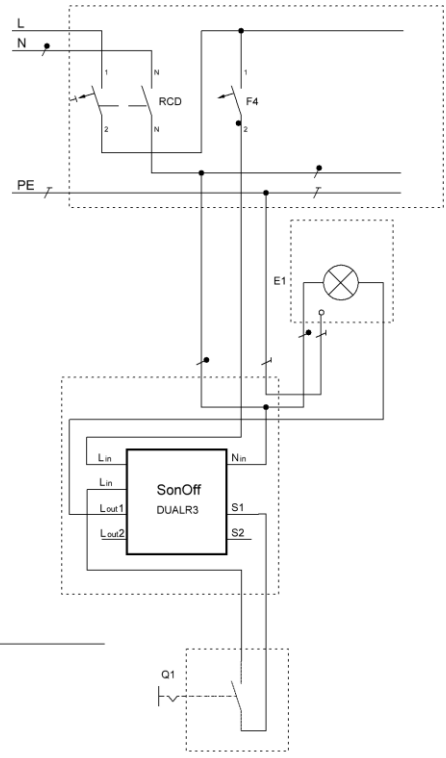 L
N
1
N
1
RCD
F4
2
N
2
PE
E1
Lin
Nin
Lin
SonOff
Lout1
DUALR3
S1
Lout2
S2
Q1